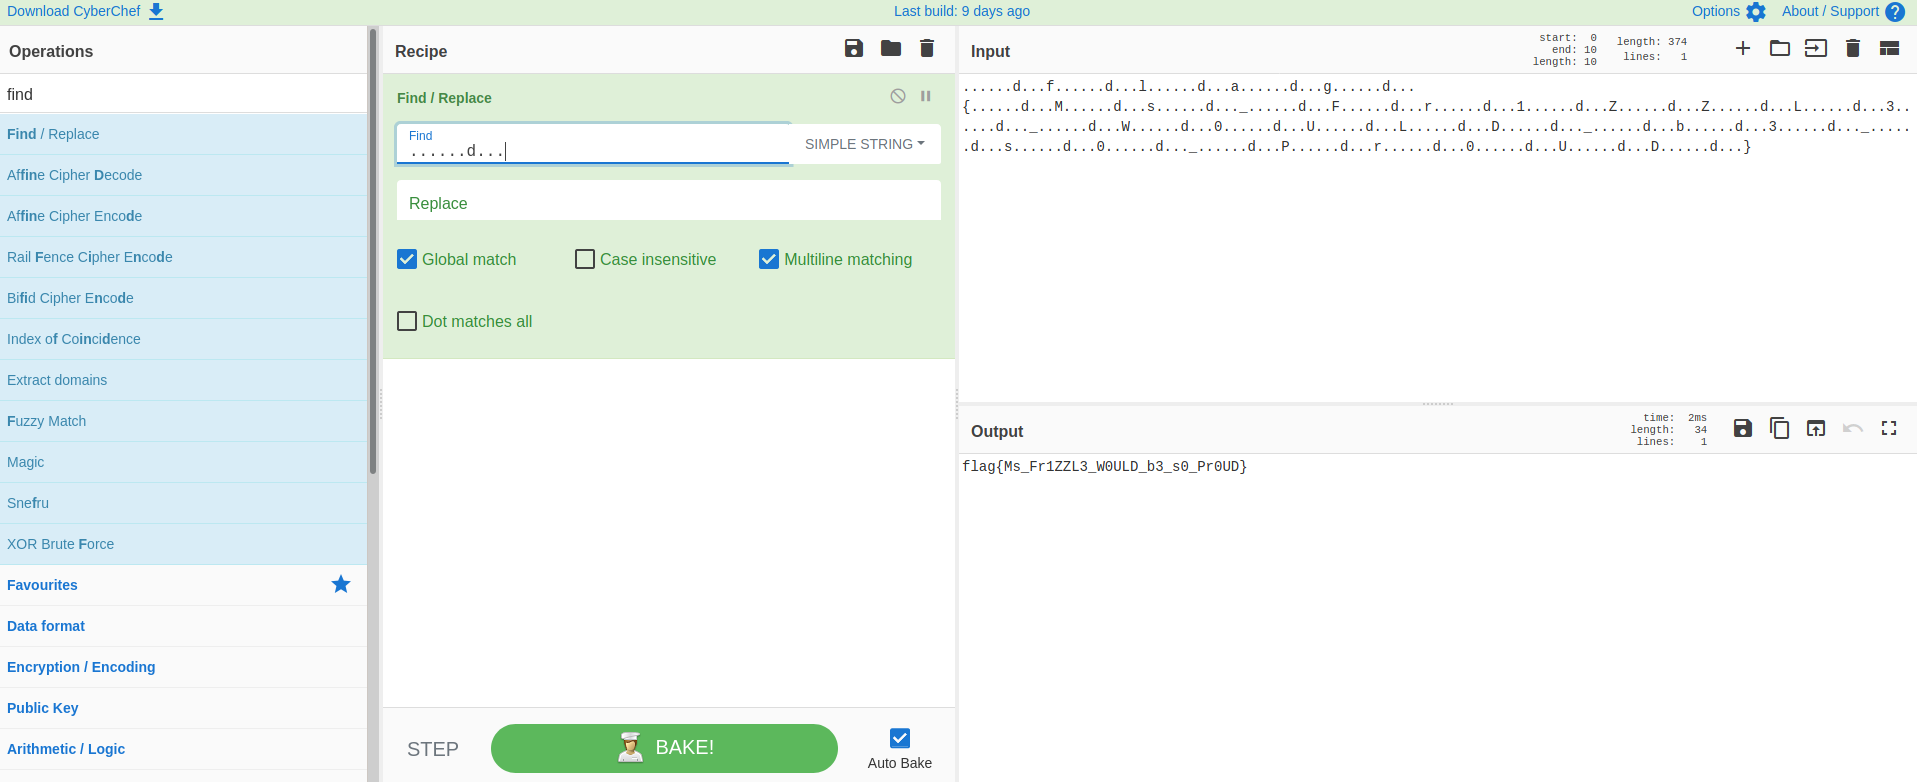 Download CyberChef
Last build: 9 days ago
Options
About / Support
Operations
find
Find / Replace
Affine Cipher Decode
Affine Cipher Encode
Rail Fence Cipher Encode
Bifid Cipher Encode
Index of Coincidence
Extract domains
Fuzzy Match
Magic
Snefru
XOR Brute Force
Favourites
Data format
Encryption / Encoding
Public Key
Arithmetic / Logic
Recipe
Find / Replace
Find
......d...
SIMPLE STRING
Replace
Global match
Case insensitive
Multiline matching
Dot matches all
STEP
BAKE!
Auto Bake
Input
start: 0
end: 10
length: 10
length: 374
lines: 1
......d...f......d...l......d...a......d...g......d...
{......d...M......d...s......d..._......d...F......d...r......d...1......d...Z......d...Z......d...L......d...3..
....d..._......d...W......d...0......d...U......d...L......d...D......d..._......d...b......d...3......d..._.....
.d...s......d...0......d..._......d...P......d...r......d...0......d...U......d...D......d...}
Output
time: 2ms
length: 34
lines: 1
flag{Ms_Fr1ZZL3_W0ULD_b3_s0_Pr0UD}